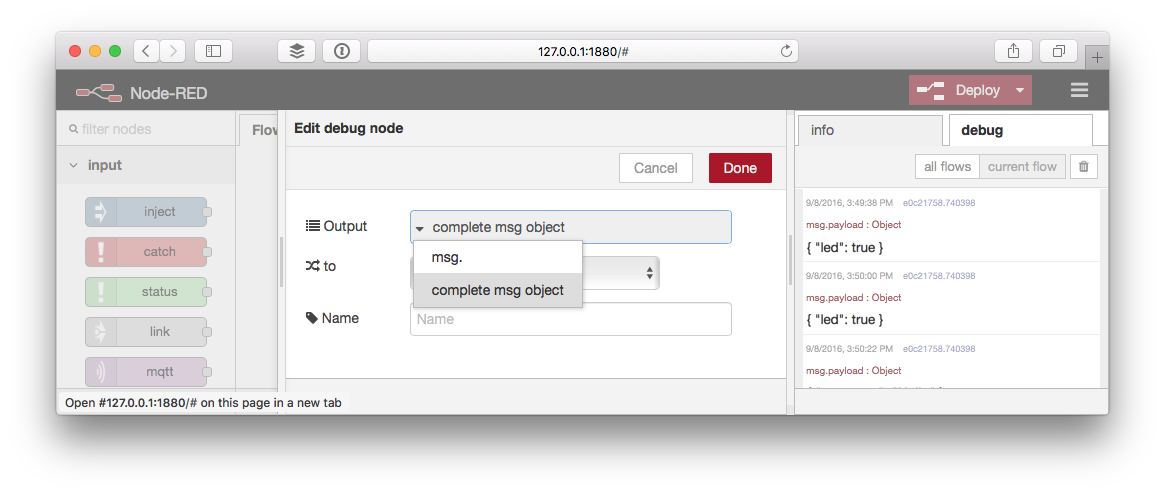 127.0.0.1:1880/#
Node-RED
Deploy
filter nodes
Flow
input
inject
catch
status
link
mqtt
Open #127.0.0.1:1880/# on this page in a new tab
Edit debug node
Cancel
Done
Output
complete msg object
msg.
complete msg object
to
Name
Name
info
debug
all flows
current flow
9/8/2016, 3:49:38 PM e0c21758.740398
msg.payload : Object
{ "led": true }
9/8/2016, 3:50:00 PM e0c21758.740398
msg.payload : Object
{ "led": true }
9/8/2016, 3:50:22 PM e0c21758.740398
msg.payload : Object